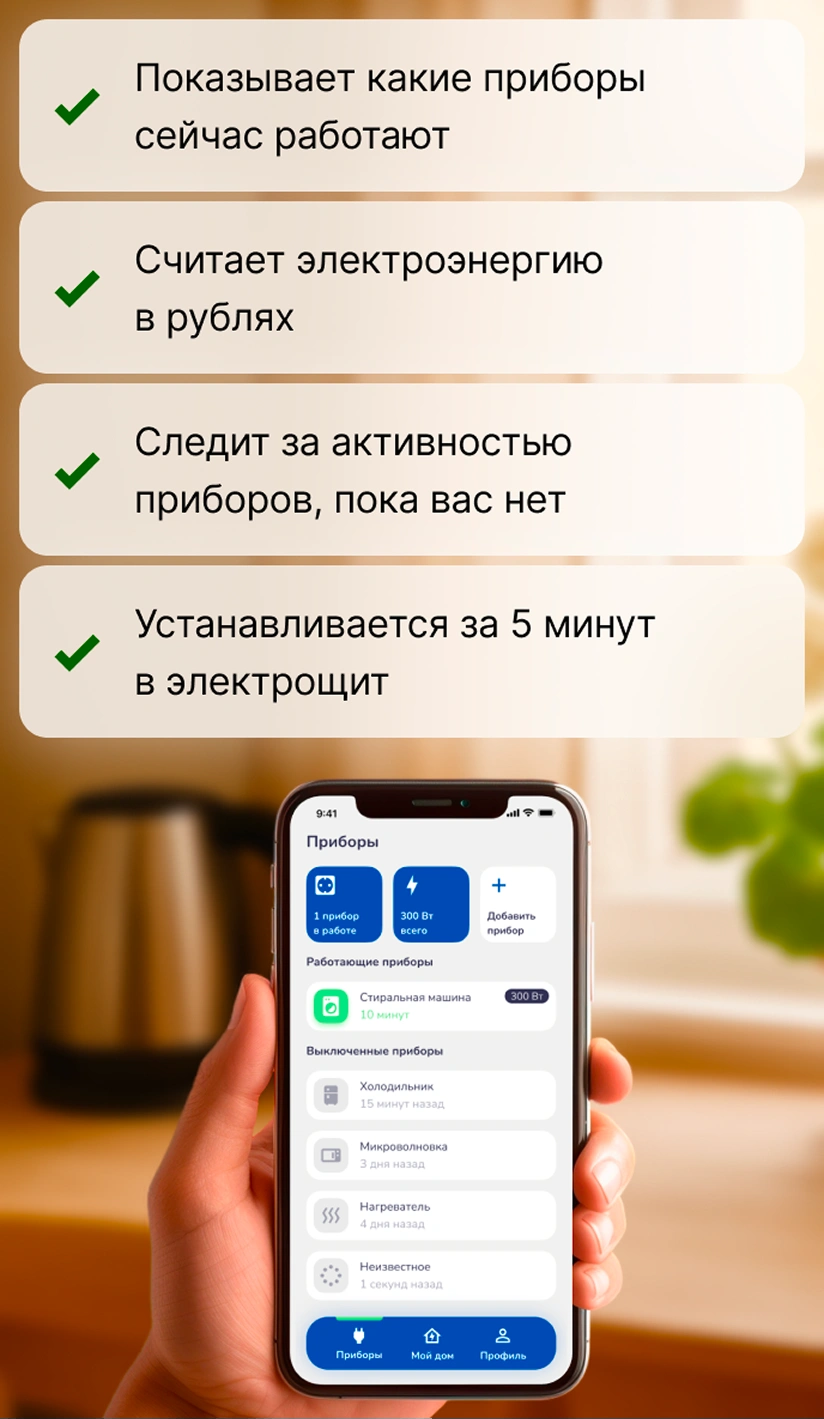 Показывает какие приборы
сейчас работают
Считает электроэнергию
в рублях
Следит за активностью
приборов, пока вас нет
Устанавливается за 5 минут
в электрощит
9:41
Приборы
1 прибор
в работе
300 Вт
всего
Добавить
прибор
Работающие приборы
Стиральная машина
300 Вт
10 минут
Выключенные приборы
Холодильник
15 минут назад
Микроволновка
3 дня назад
Нагреватель
4 дня назад
Неизвестное
1 секунд назад
Приборы
Мой дом
Профиль